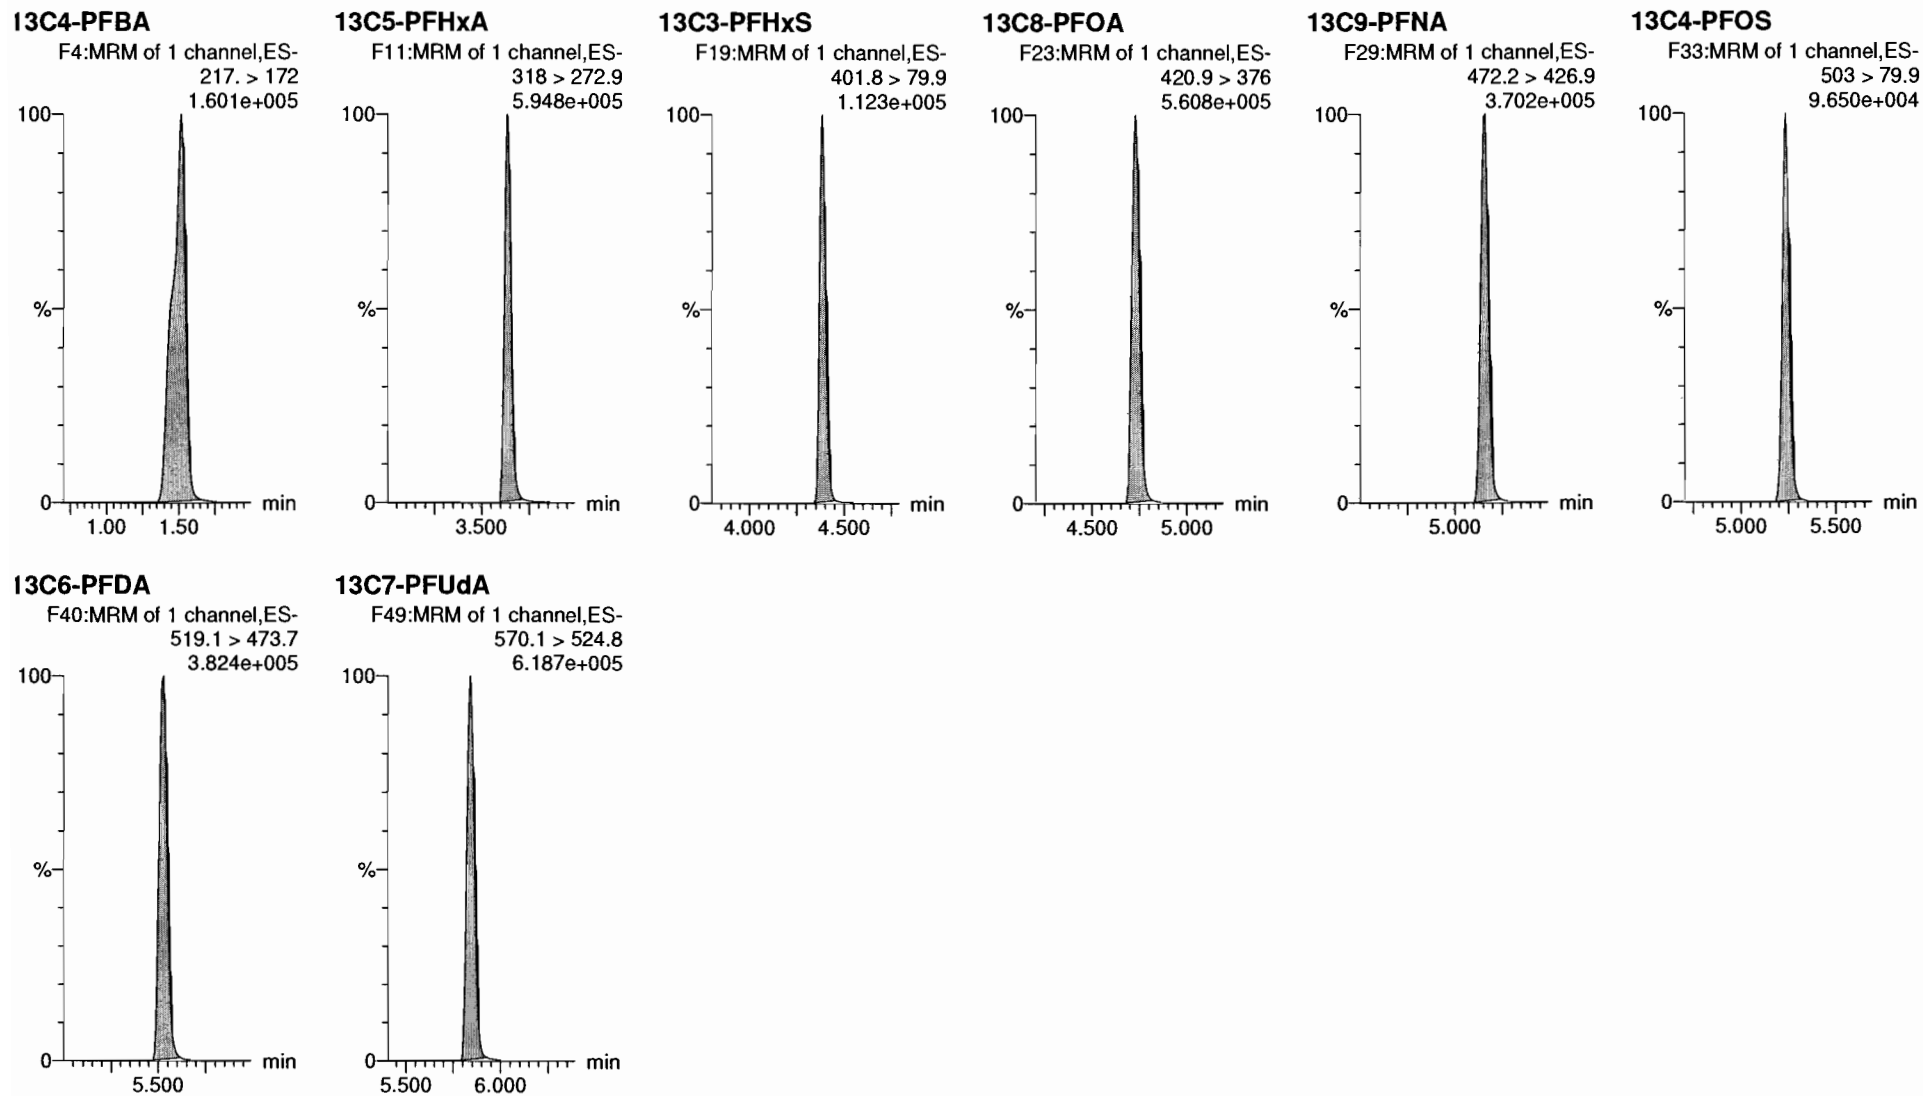 13C4-PFBA
F4:MRM of 1 channel,ES-
217. > 172
1.601e+005
100
%
0
min
1.00 1.50
13C5-PFHxA
F11:MRM of 1 channel,ES-
318 > 272.9
5.948e+005
100
%
0
min
3.500
13C3-PFHxS
F19:MRM of 1 channel,ES-
401.8 > 79.9
1.123e+005
100
%
0
min
4.000 4.500
13C8-PFOA
F23:MRM of 1 channel,ES-
420.9 > 376
5.608e+005
100
%
0
min
4.500 5.000
13C9-PFNA
F29:MRM of 1 channel,ES-
472.2 > 426.9
3.702e+005
100
%
0
min
5.000
13C4-PFOS
F33:MRM of 1 channel,ES-
503 > 79.9
9.650e+004
100
%
0
min
5.000 5.500
13C6-PFDA
F40:MRM of 1 channel,ES-
519.1 > 473.7
3.824e+005
100
%
0
min
5.500
13C7-PFUdA
F49:MRM of 1 channel,ES-
570.1 > 524.8
6.187e+005
100
%
0
min
5.500 6.000